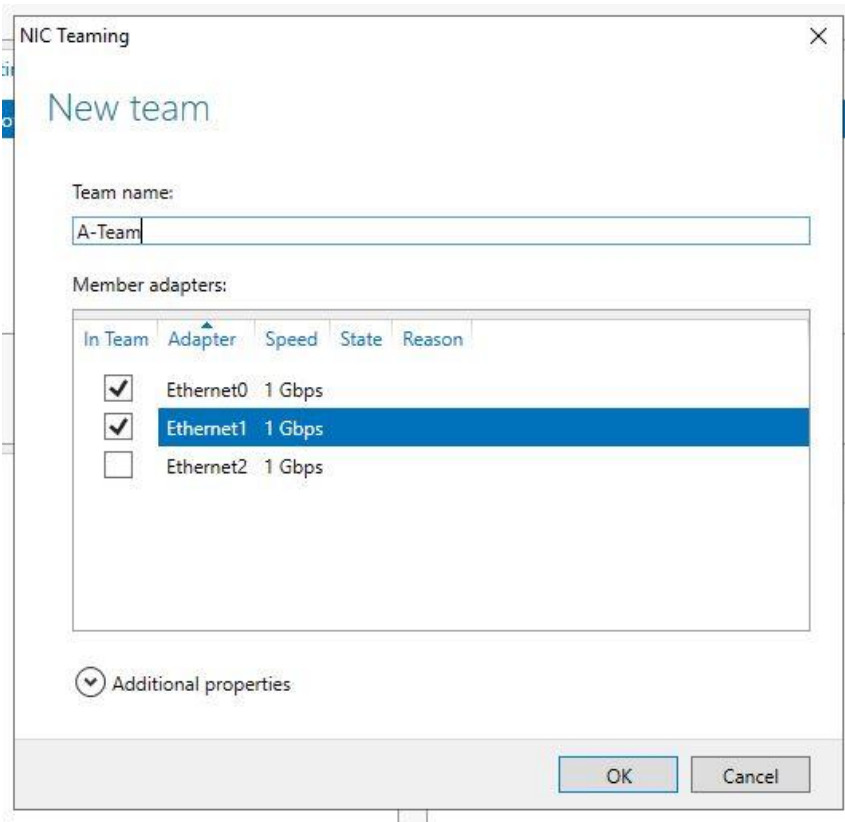 NIC Teaming
New team
Team name:
A-Team
Member adapters:
In Team Adapter Speed State Reason
Ethernet0 1 Gbps
Ethernet1 1 Gbps
Ethernet2 1 Gbps
Additional properties
OK Cancel